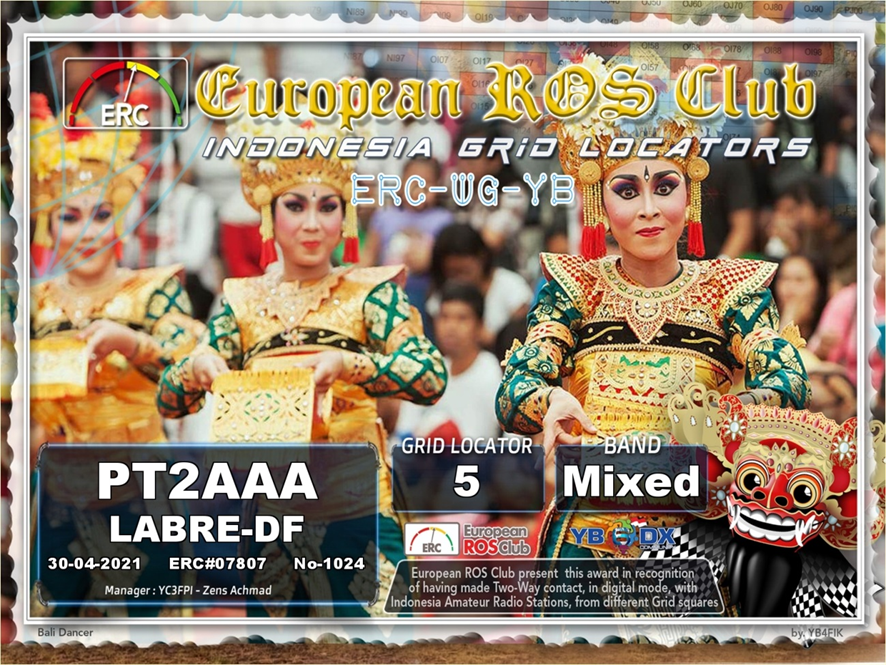 ERC
European ROS Club
INDONESIA GRID LOCATORS
ERC-WG-YB
GRID LOCATOR
5
BAND
Mixed
PT2AAA
LABRE-DF
30-04-2021 ERC#07807 No-1024
Manager : YC3FPI - Zens Achmad
ERC
European
ROSClub
YB DX
European ROS Club present this award in recognition
of having made Two-Way contact, in digital mode, with
Indonesia Amateur Radio Stations, from different Grid squares
Bali Dancer
by, YB4FIK